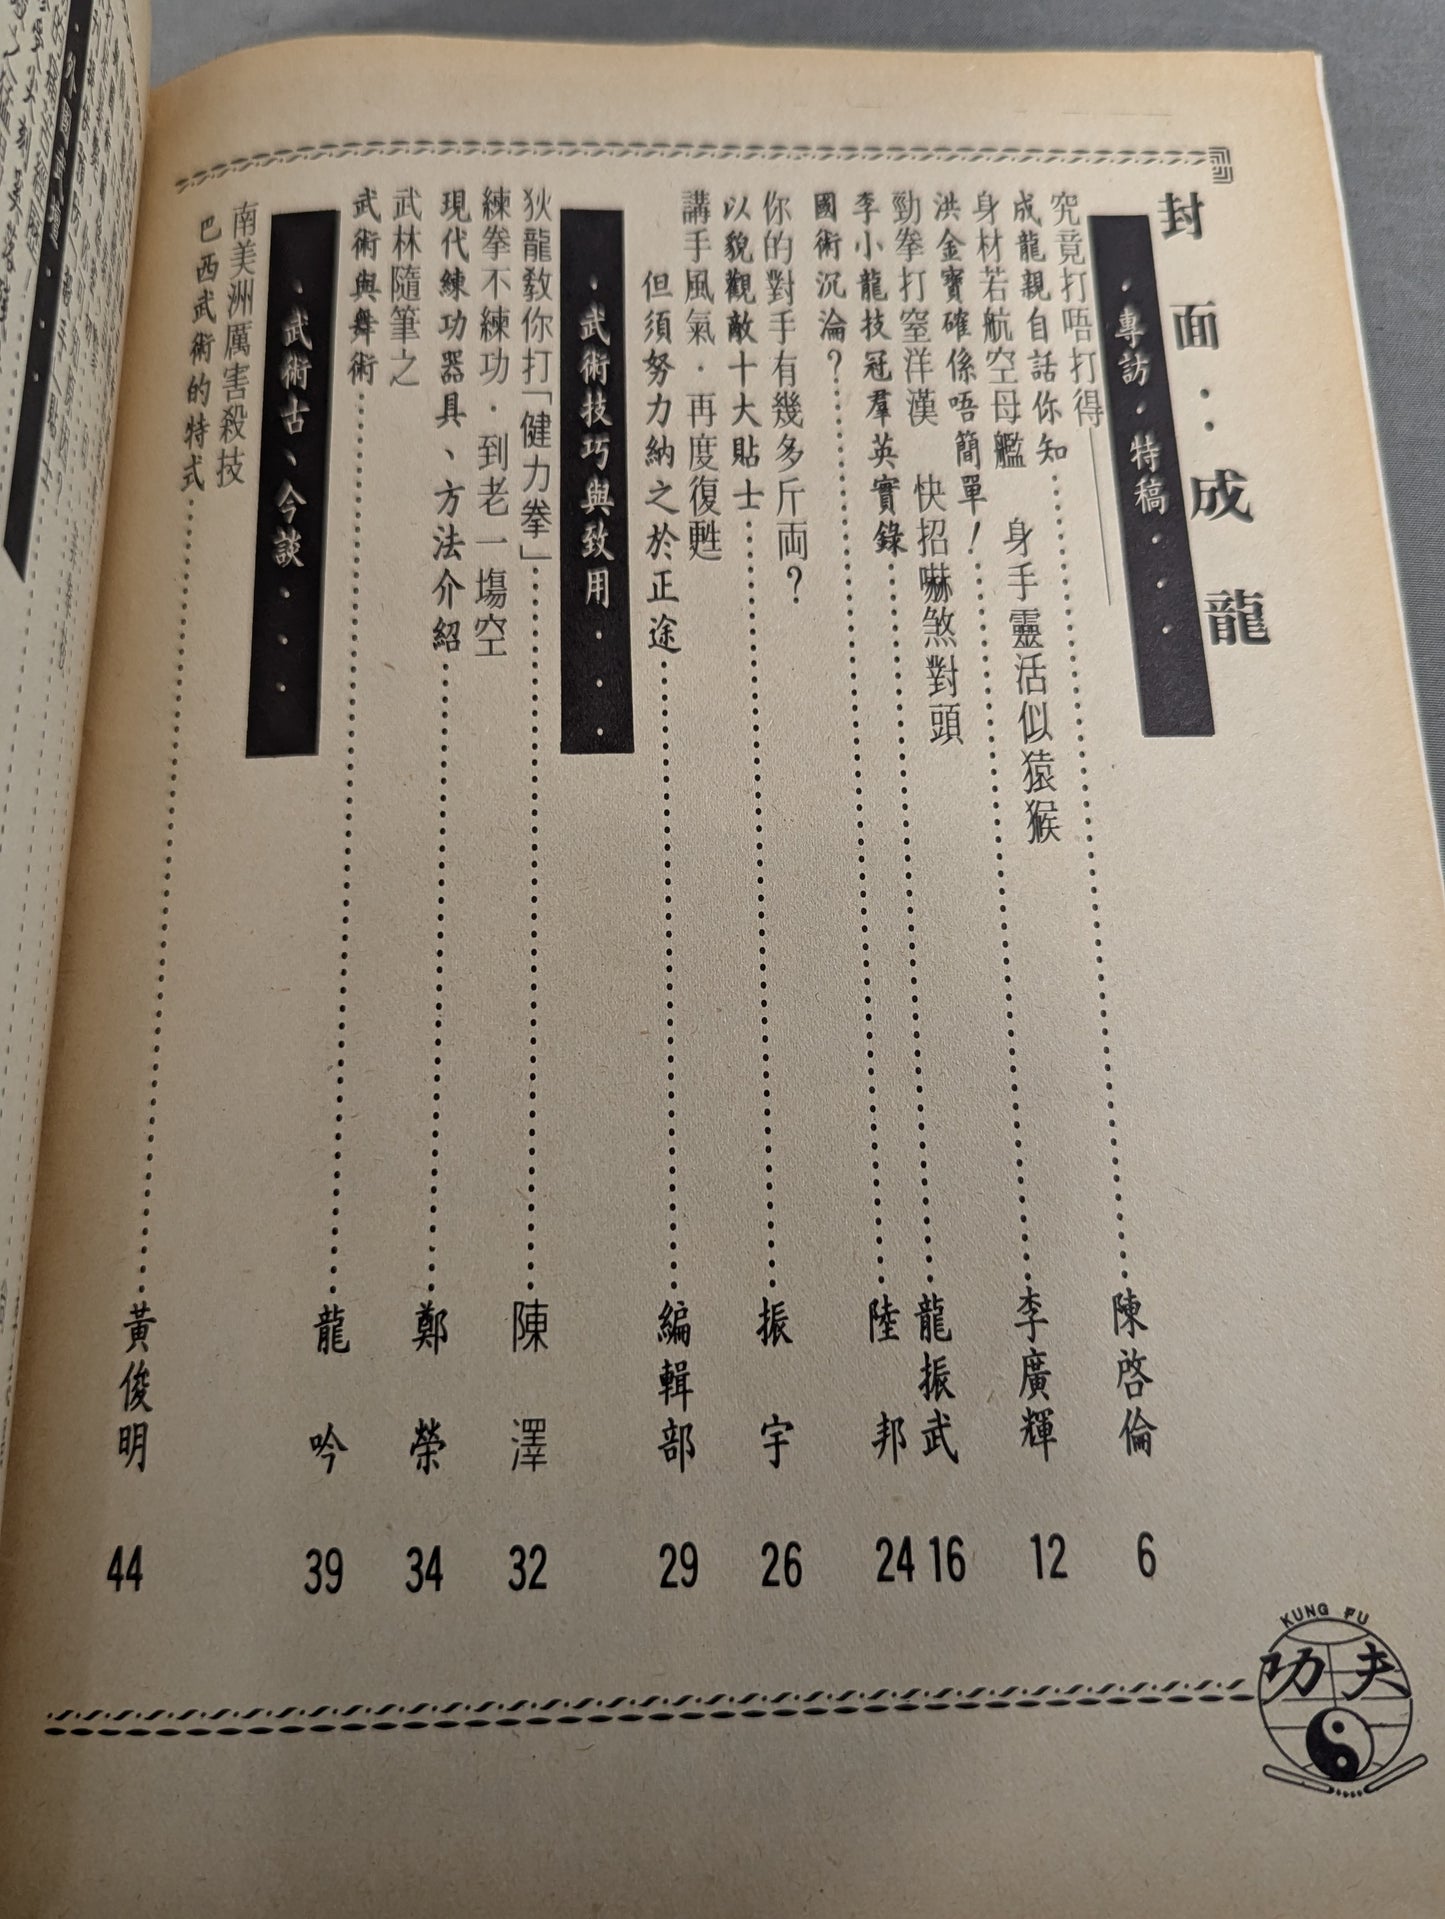 封面·成龍
·專訪·特稿····
究竟打唔打得
成龍親自話你知 陳啓倫 6
身材若航空母艦 身手靈活似猿猴
洪金寶確係唔簡單! 李廣輝 12
勁拳打窒洋漢 快招嚇煞對頭
李小龍技冠羣英實錄 龍振武 16
國術沉淪? 陸邦 24
你的對手有幾多斤両?
以貌觀敵十大貼士 振宇 26
講手風氣·再度復甦
但須努力納之於正途 編輯部 29
·武術技巧與致用····
狄龍教你打「健力拳」 陳澤 32
練拳不練功·到老一場空
現代練功器具、方法介紹 鄭榮 34
武林隨筆之
武術與舞術 龍吟 39
·武術古、今談····
南美洲厲害殺技
巴西武術的特式 黃俊明 44
KUNG FU
功夫